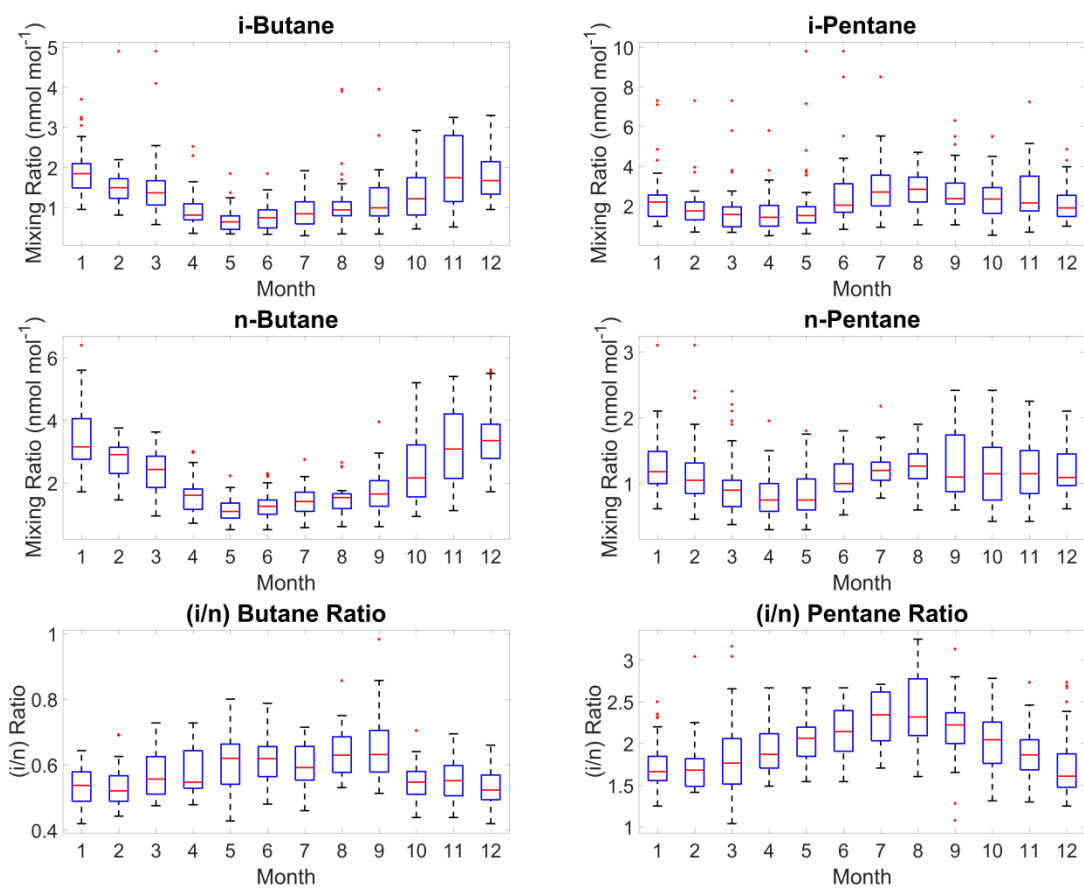 i-Butane
Mixing Ratio (nmol mol⁻¹)
5
4
3
2
1
1 2 3 4 5 6 7 8 9 10 11 12
Month
i-Pentane
Mixing Ratio (nmol mol⁻¹)
10
8
6
4
2
1 2 3 4 5 6 7 8 9 10 11 12
Month
n-Butane
Mixing Ratio (nmol mol⁻¹)
6
4
2
1 2 3 4 5 6 7 8 9 10 11 12
Month
n-Pentane
Mixing Ratio (nmol mol⁻¹)
3
2
1
1 2 3 4 5 6 7 8 9 10 11 12
Month
(i/n) Butane Ratio
(i/n) Ratio
1
0.8
0.6
0.4
1 2 3 4 5 6 7 8 9 10 11 12
Month
(i/n) Pentane Ratio
(i/n) Ratio
3
2.5
2
1.5
1
1 2 3 4 5 6 7 8 9 10 11 12
Month